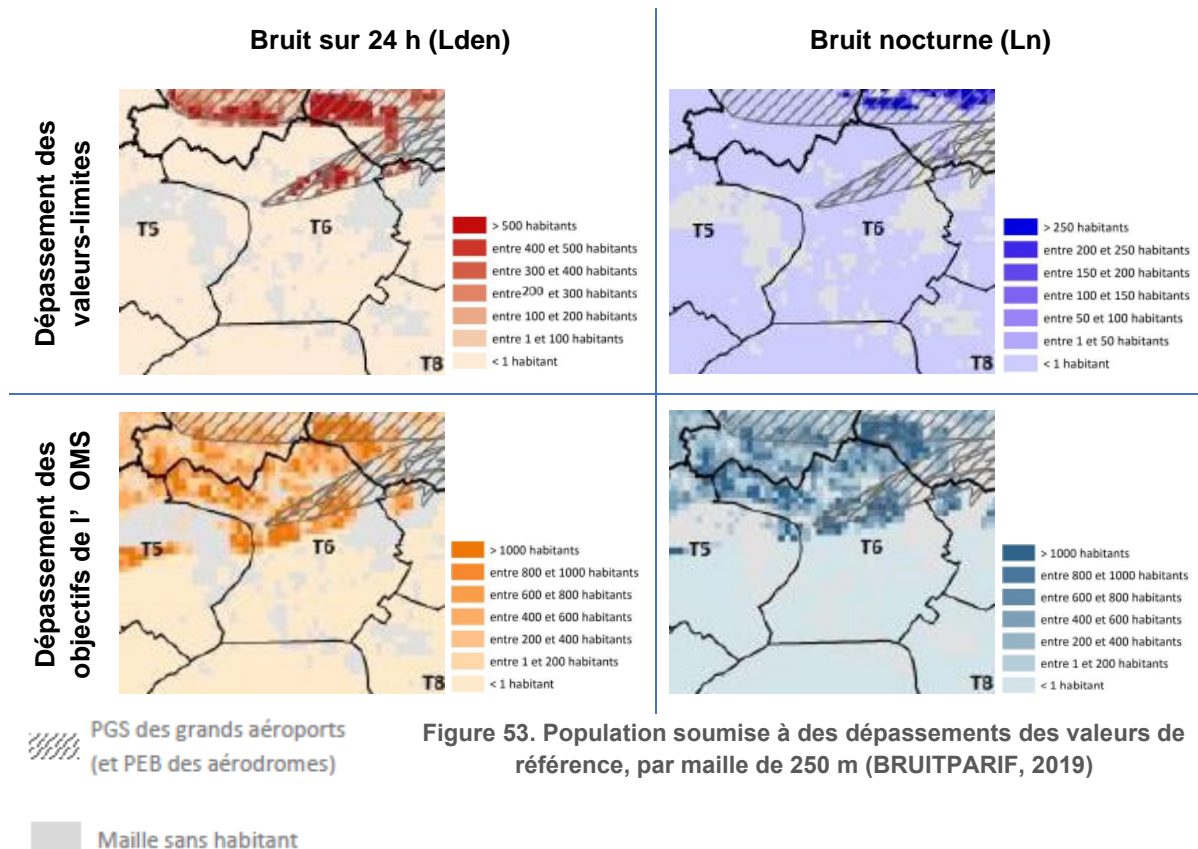 Bruit sur 24 h (Lden)
Bruit nocturne (Ln)
Dépassement des
valeurs-limites
T5
T6
T8
> 500 habitants
entre 400 et 500 habitants
entre 300 et 400 habitants
entre 200 et 300 habitants
entre 100 et 200 habitants
entre 1 et 100 habitants
< 1 habitant
T5
T6
T8
> 250 habitants
entre 200 et 250 habitants
entre 150 et 200 habitants
entre 100 et 150 habitants
entre 50 et 100 habitants
entre 1 et 50 habitants
< 1 habitant
Dépassement des
objectifs de l’ OMS
T5
T6
T8
> 1000 habitants
entre 800 et 1000 habitants
entre 600 et 800 habitants
entre 400 et 600 habitants
entre 200 et 400 habitants
entre 1 et 200 habitants
< 1 habitant
T5
T6
T8
> 1000 habitants
entre 800 et 1000 habitants
entre 600 et 800 habitants
entre 400 et 600 habitants
entre 200 et 400 habitants
entre 1 et 200 habitants
< 1 habitant
PGS des grands aéroports
(et PEB des aérodromes)
Figure 53. Population soumise à des dépassements des valeurs de
référence, par maille de 250 m (BRUITPARIF, 2019)
Maille sans habitant